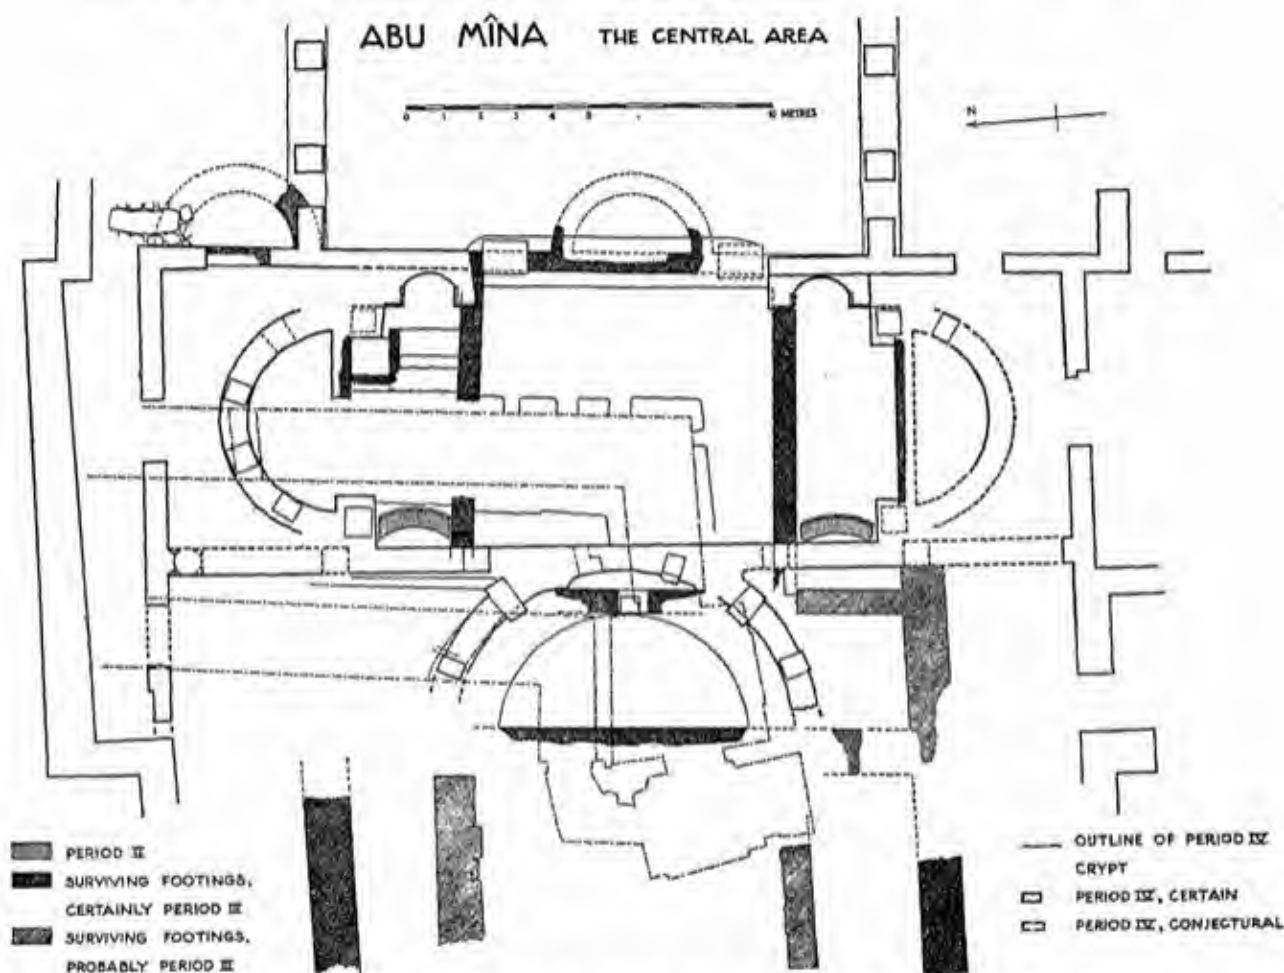 ABU MÎNA THE CENTRAL AREA
0 1 2 3 4 5 10 METRES
N
PERIOD II
SURVIVING FOOTINGS,
CERTAINLY PERIOD III
SURVIVING FOOTINGS,
PROBABLY PERIOD III
OUTLINE OF PERIOD IV
CRYPT
PERIOD IV, CERTAIN
PERIOD IV, CONJECTURAL